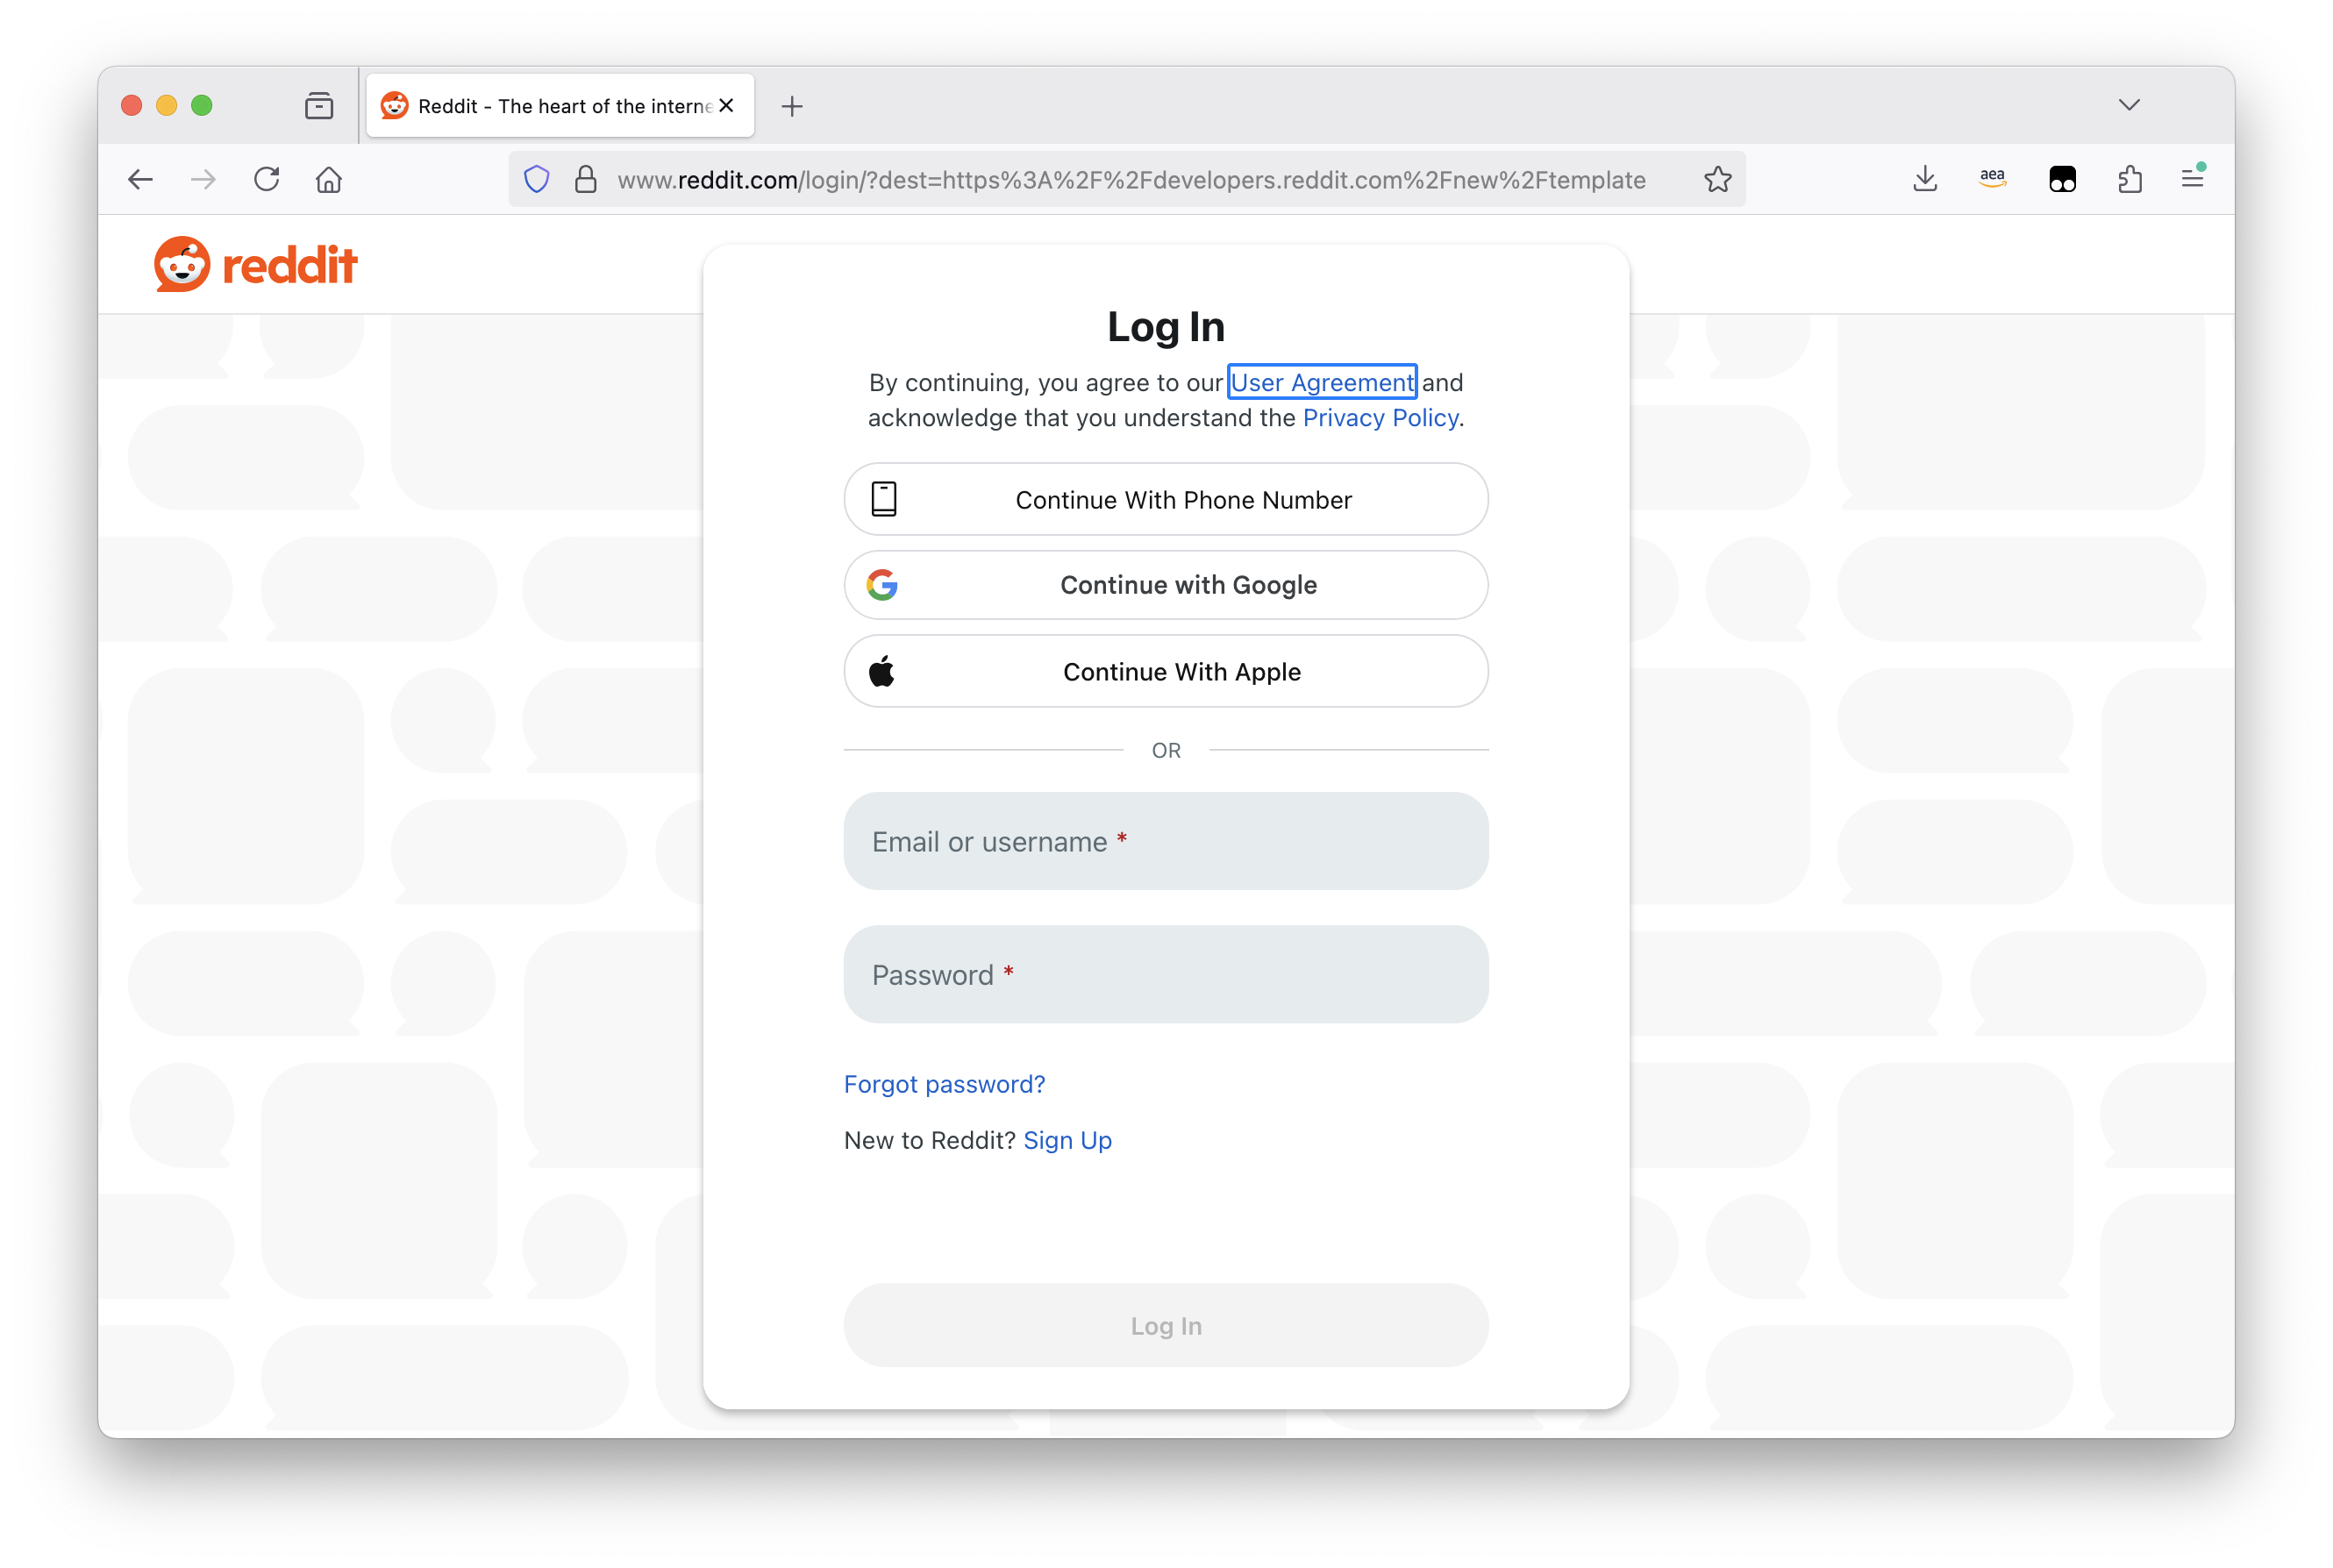 Reddit - The heart of the interne
www.reddit.com/login/?dest=https%3A%2F%2Fdevelopers.reddit.com%2Fnew%2Ftemplate
aea
reddit
Log In
By continuing, you agree to our User Agreement and
acknowledge that you understand the Privacy Policy.
Continue With Phone Number
Continue with Google
Continue With Apple
OR
Email or username *
Password *
Forgot password?
New to Reddit? Sign Up
Log In